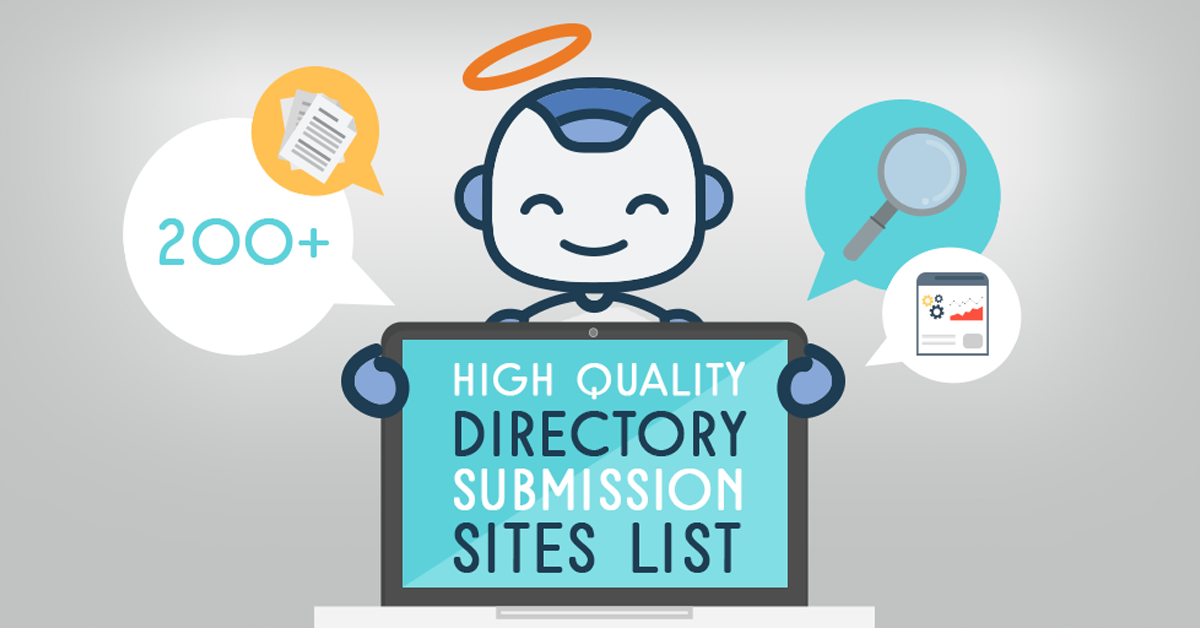 200+
HIGH QUALITY
DIRECTORY
SUBMISSION
SITES LIST